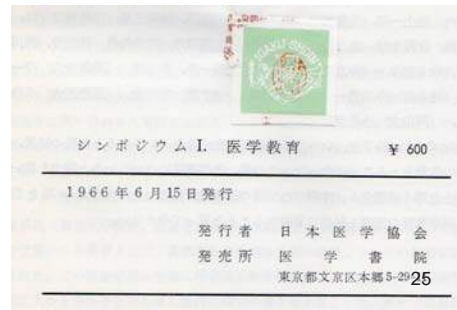 IGAKU-SHOIN
シンポジウムI. 医学教育 ¥ 600
1966年6月15日発行
発行者 日本医学協会
発売所 医学書院
東京都文京区本郷5-29
25